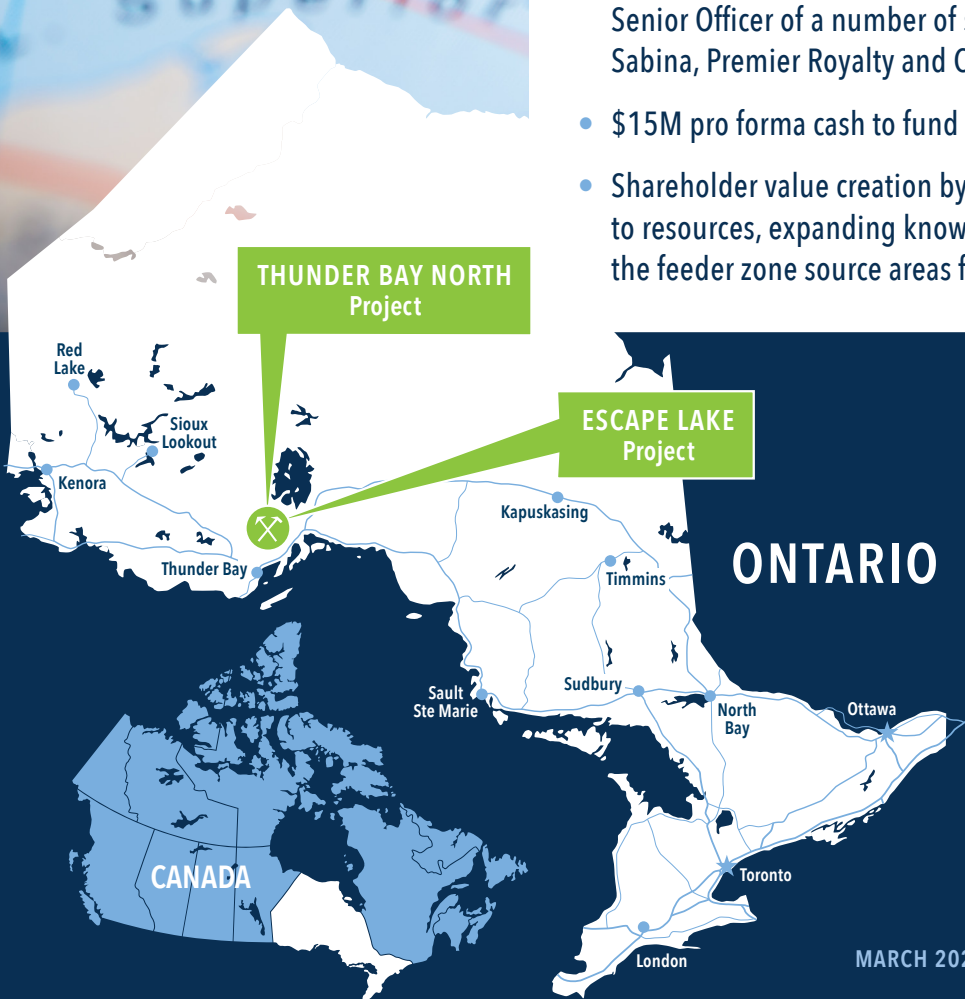 Superior
Senior Officer of a number of
Sabina, Premier Royalty and
$15M pro forma cash to fund
Shareholder value creation by
to resources, expanding
the feeder zone source areas
THUNDER BAY NORTH
Project
ESCAPE LAKE
Project
Red
Lake
Sioux
Lookout
Kenora
Thunder Bay
Kapuskasing
Timmins
ONTARIO
Sault
Ste Marie
Sudbury
North
Bay
Ottawa
CANADA
Toronto
London
MARCH